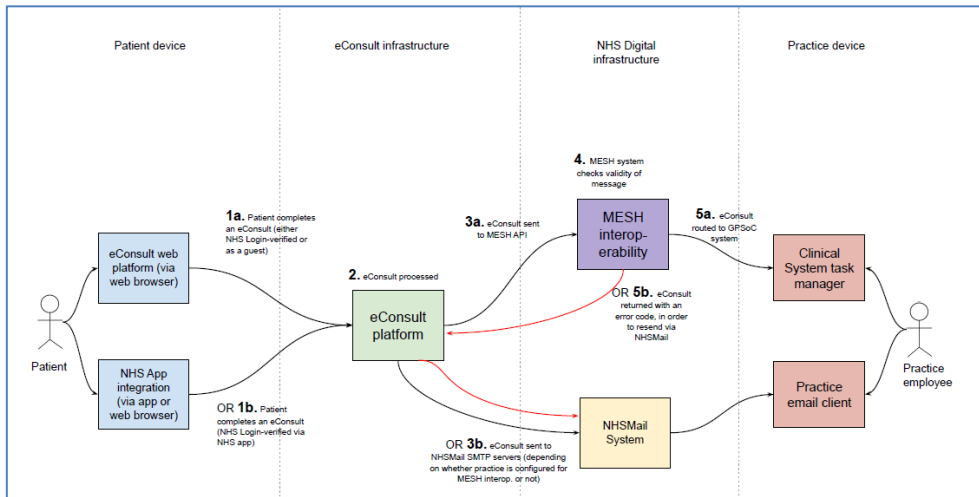 Patient device
eConsult infrastructure
NHS Digital
infrastructure
Practice device
4. MESH system
checks validity of
message
1a. Patient completes
an eConsult (either
NHS Login-verified or
as a guest)
3a. eConsult sent
to MESH API
MESH
interop-
erability
5a. eConsult
routed to GPSoC
system
eConsult web
platform (via
web browser)
Clinical
System task
manager
2. eConsult processed
OR 5b. eConsult
returned with an
error code, in order
to resend via
NHSMail
eConsult
platform
Patient
Practice
employee
NHS App
integration
(via app or
web browser)
Practice
email client
OR 1b. Patient
completes an eConsult
(NHS Login-verified via
NHS app)
NHSMail
System
OR 3b. eConsult sent to
NHSMail SMTP servers (depending
on whether practice is configured for
MESH interop. or not)